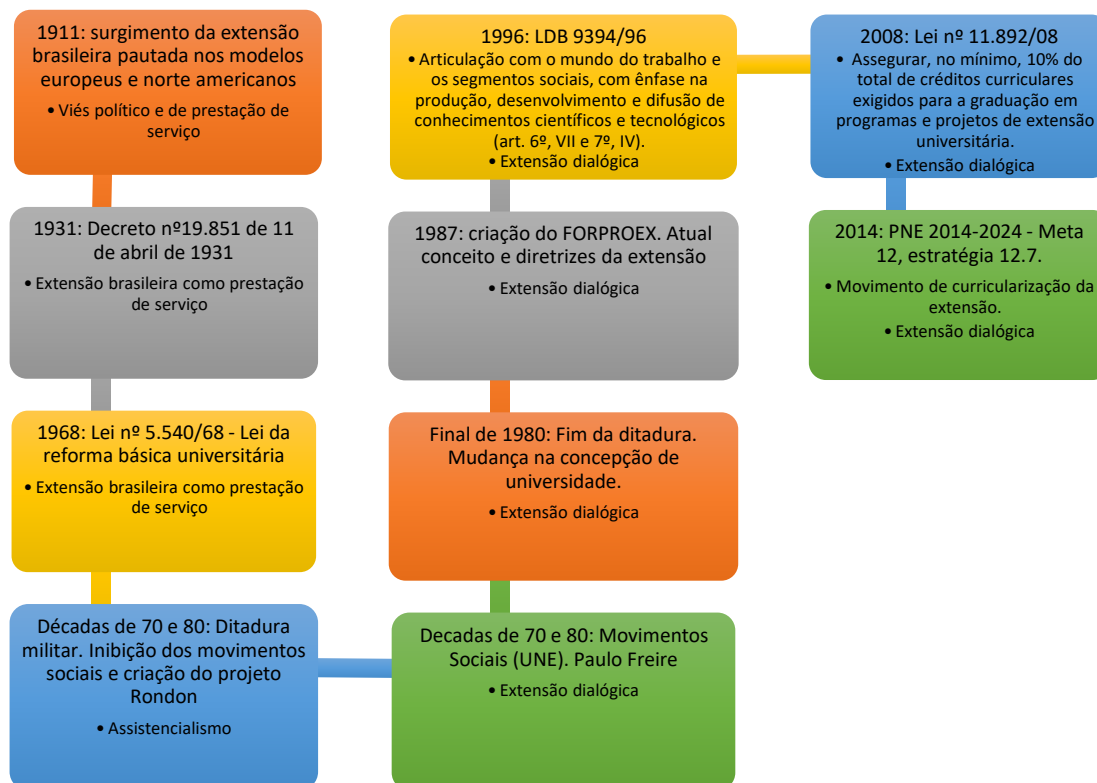 1911: surgimento da extensão
brasileira pautada nos modelos
europeus e norte americanos
• Viés político e de prestação de
serviço
1931: Decreto nº19.851 de 11
de abril de 1931
• Extensão brasileira como prestação
de serviço
1968: Lei nº 5.540/68 - Lei da
reforma básica universitária
• Extensão brasileira como prestação
de serviço
Décadas de 70 e 80: Ditadura
militar. Inibição dos movimentos
sociais e criação do projeto
Rondon
• Assistencialismo
Decadas de 70 e 80: Movimentos
Sociais (UNE). Paulo Freire
• Extensão dialógica
Final de 1980: Fim da ditadura.
Mudança na concepção de
universidade.
• Extensão dialógica
1987: criação do FORPROEX. Atual
conceito e diretrizes da extensão
• Extensão dialógica
1996: LDB 9394/96
• Articulação com o mundo do trabalho e
os segmentos sociais, com ênfase na
produção, desenvolvimento e difusão de
conhecimentos científicos e tecnológicos
(art. 6º, VII e 7º, IV).
• Extensão dialógica
2008: Lei nº 11.892/08
• Assegurar, no mínimo, 10% do
total de créditos curriculares
exigidos para a graduação em
programas e projetos de extensão
universitária.
• Extensão dialógica
2014: PNE 2014-2024 - Meta
12, estratégia 12.7.
• Movimento de curricularização da
extensão.
• Extensão dialógica